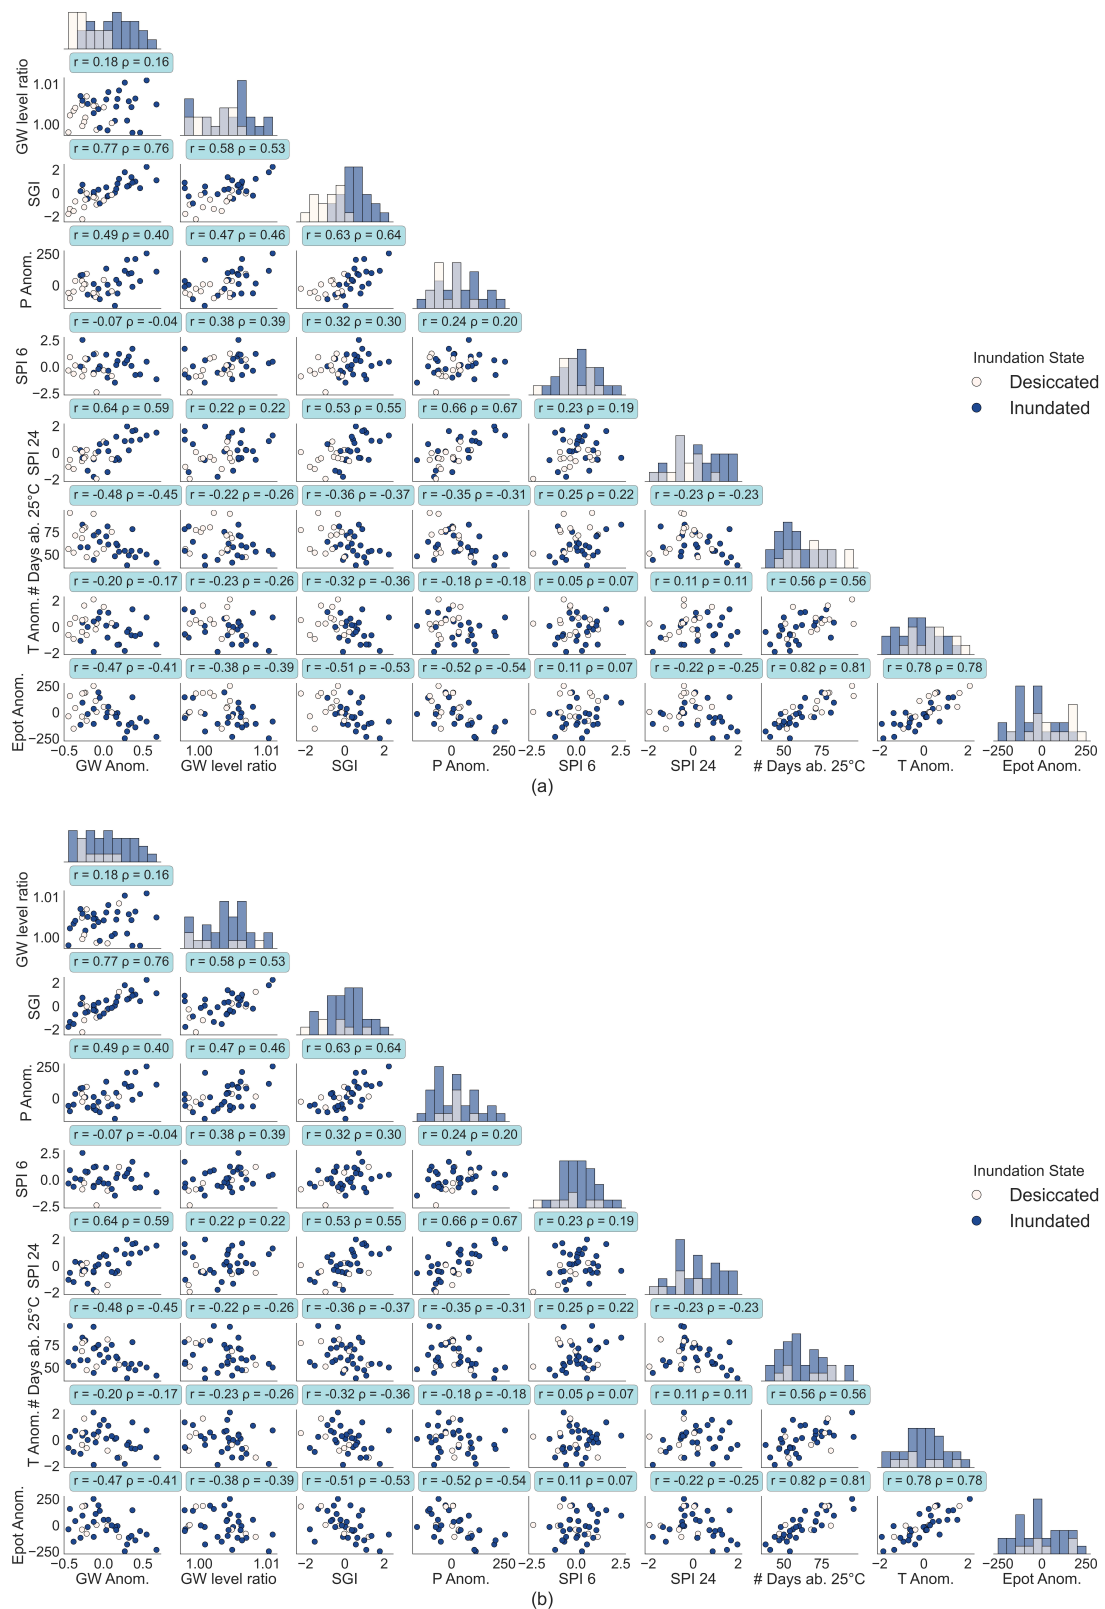 r = 0.18 ρ = 0.16
GW level ratio
1.01
1.00
r = 0.77 ρ = 0.76
r = 0.58 ρ = 0.53
SGI
2
0
−2
r = 0.49 ρ = 0.40
r = 0.47 ρ = 0.46
r = 0.63 ρ = 0.64
P Anom.
250
0
r = -0.07 ρ = -0.04
r = 0.38 ρ = 0.39
r = 0.32 ρ = 0.30
r = 0.24 ρ = 0.20
SPI 6
2.5
0.0
−2.5
r = 0.64 ρ = 0.59
r = 0.22 ρ = 0.22
r = 0.53 ρ = 0.55
r = 0.66 ρ = 0.67
r = 0.23 ρ = 0.19
Inundation State
Desiccated
Inundated
SPI 24
2
0
−2
r = -0.48 ρ = -0.45
r = -0.22 ρ = -0.26
r = -0.36 ρ = -0.37
r = -0.35 ρ = -0.31
r = 0.25 ρ = 0.22
r = -0.23 ρ = -0.23
# Days ab. 25°C
75
50
r = -0.20 ρ = -0.17
r = -0.23 ρ = -0.26
r = -0.32 ρ = -0.36
r = -0.18 ρ = -0.18
r = 0.05 ρ = 0.07
r = 0.11 ρ = 0.11
r = 0.56 ρ = 0.56
T Anom.
2
0
−2
r = -0.47 ρ = -0.41
r = -0.38 ρ = -0.39
r = -0.51 ρ = -0.53
r = -0.52 ρ = -0.54
r = 0.11 ρ = 0.07
r = -0.22 ρ = -0.25
r = 0.82 ρ = 0.81
r = 0.78 ρ = 0.78
Epot Anom.
250
0
−250
−0.5 0.0 0.5 1.00 1.01 −2 0 2 0 250 −2.5 0.0 2.5 −2 0 2 50 75 −2 0 2 −250 0 250
GW Anom. GW level ratio SGI P Anom. SPI 6 SPI 24 # Days ab. 25°C T Anom. Epot Anom.
(a)
r = 0.18 ρ = 0.16
GW level ratio
1.01
1.00
r = 0.77 ρ = 0.76
r = 0.58 ρ = 0.53
SGI
2
0
−2
r = 0.49 ρ = 0.40
r = 0.47 ρ = 0.46
r = 0.63 ρ = 0.64
P Anom.
250
0
r = -0.07 ρ = -0.04
r = 0.38 ρ = 0.39
r = 0.32 ρ = 0.30
r = 0.24 ρ = 0.20
SPI 6
2.5
0.0
−2.5
r = 0.64 ρ = 0.59
r = 0.22 ρ = 0.22
r = 0.53 ρ = 0.55
r = 0.66 ρ = 0.67
r = 0.23 ρ = 0.19
Inundation State
Desiccated
Inundated
SPI 24
2
0
−2
r = -0.48 ρ = -0.45
r = -0.22 ρ = -0.26
r = -0.36 ρ = -0.37
r = -0.35 ρ = -0.31
r = 0.25 ρ = 0.22
r = -0.23 ρ = -0.23
# Days ab. 25°C
75
50
r = -0.20 ρ = -0.17
r = -0.23 ρ = -0.26
r = -0.32 ρ = -0.36
r = -0.18 ρ = -0.18
r = 0.05 ρ = 0.07
r = 0.11 ρ = 0.11
r = 0.56 ρ = 0.56
T Anom.
2
0
−2
r = -0.47 ρ = -0.41
r = -0.38 ρ = -0.39
r = -0.51 ρ = -0.53
r = -0.52 ρ = -0.54
r = 0.11 ρ = 0.07
r = -0.22 ρ = -0.25
r = 0.82 ρ = 0.81
r = 0.78 ρ = 0.78
Epot Anom.
250
0
−250
−0.5 0.0 0.5 1.00 1.01 −2 0 2 0 250 −2.5 0.0 2.5 −2 0 2 50 75 −2 0 2 −250 0 250
GW Anom. GW level ratio SGI P Anom. SPI 6 SPI 24 # Days ab. 25°C T Anom. Epot Anom.
(b)